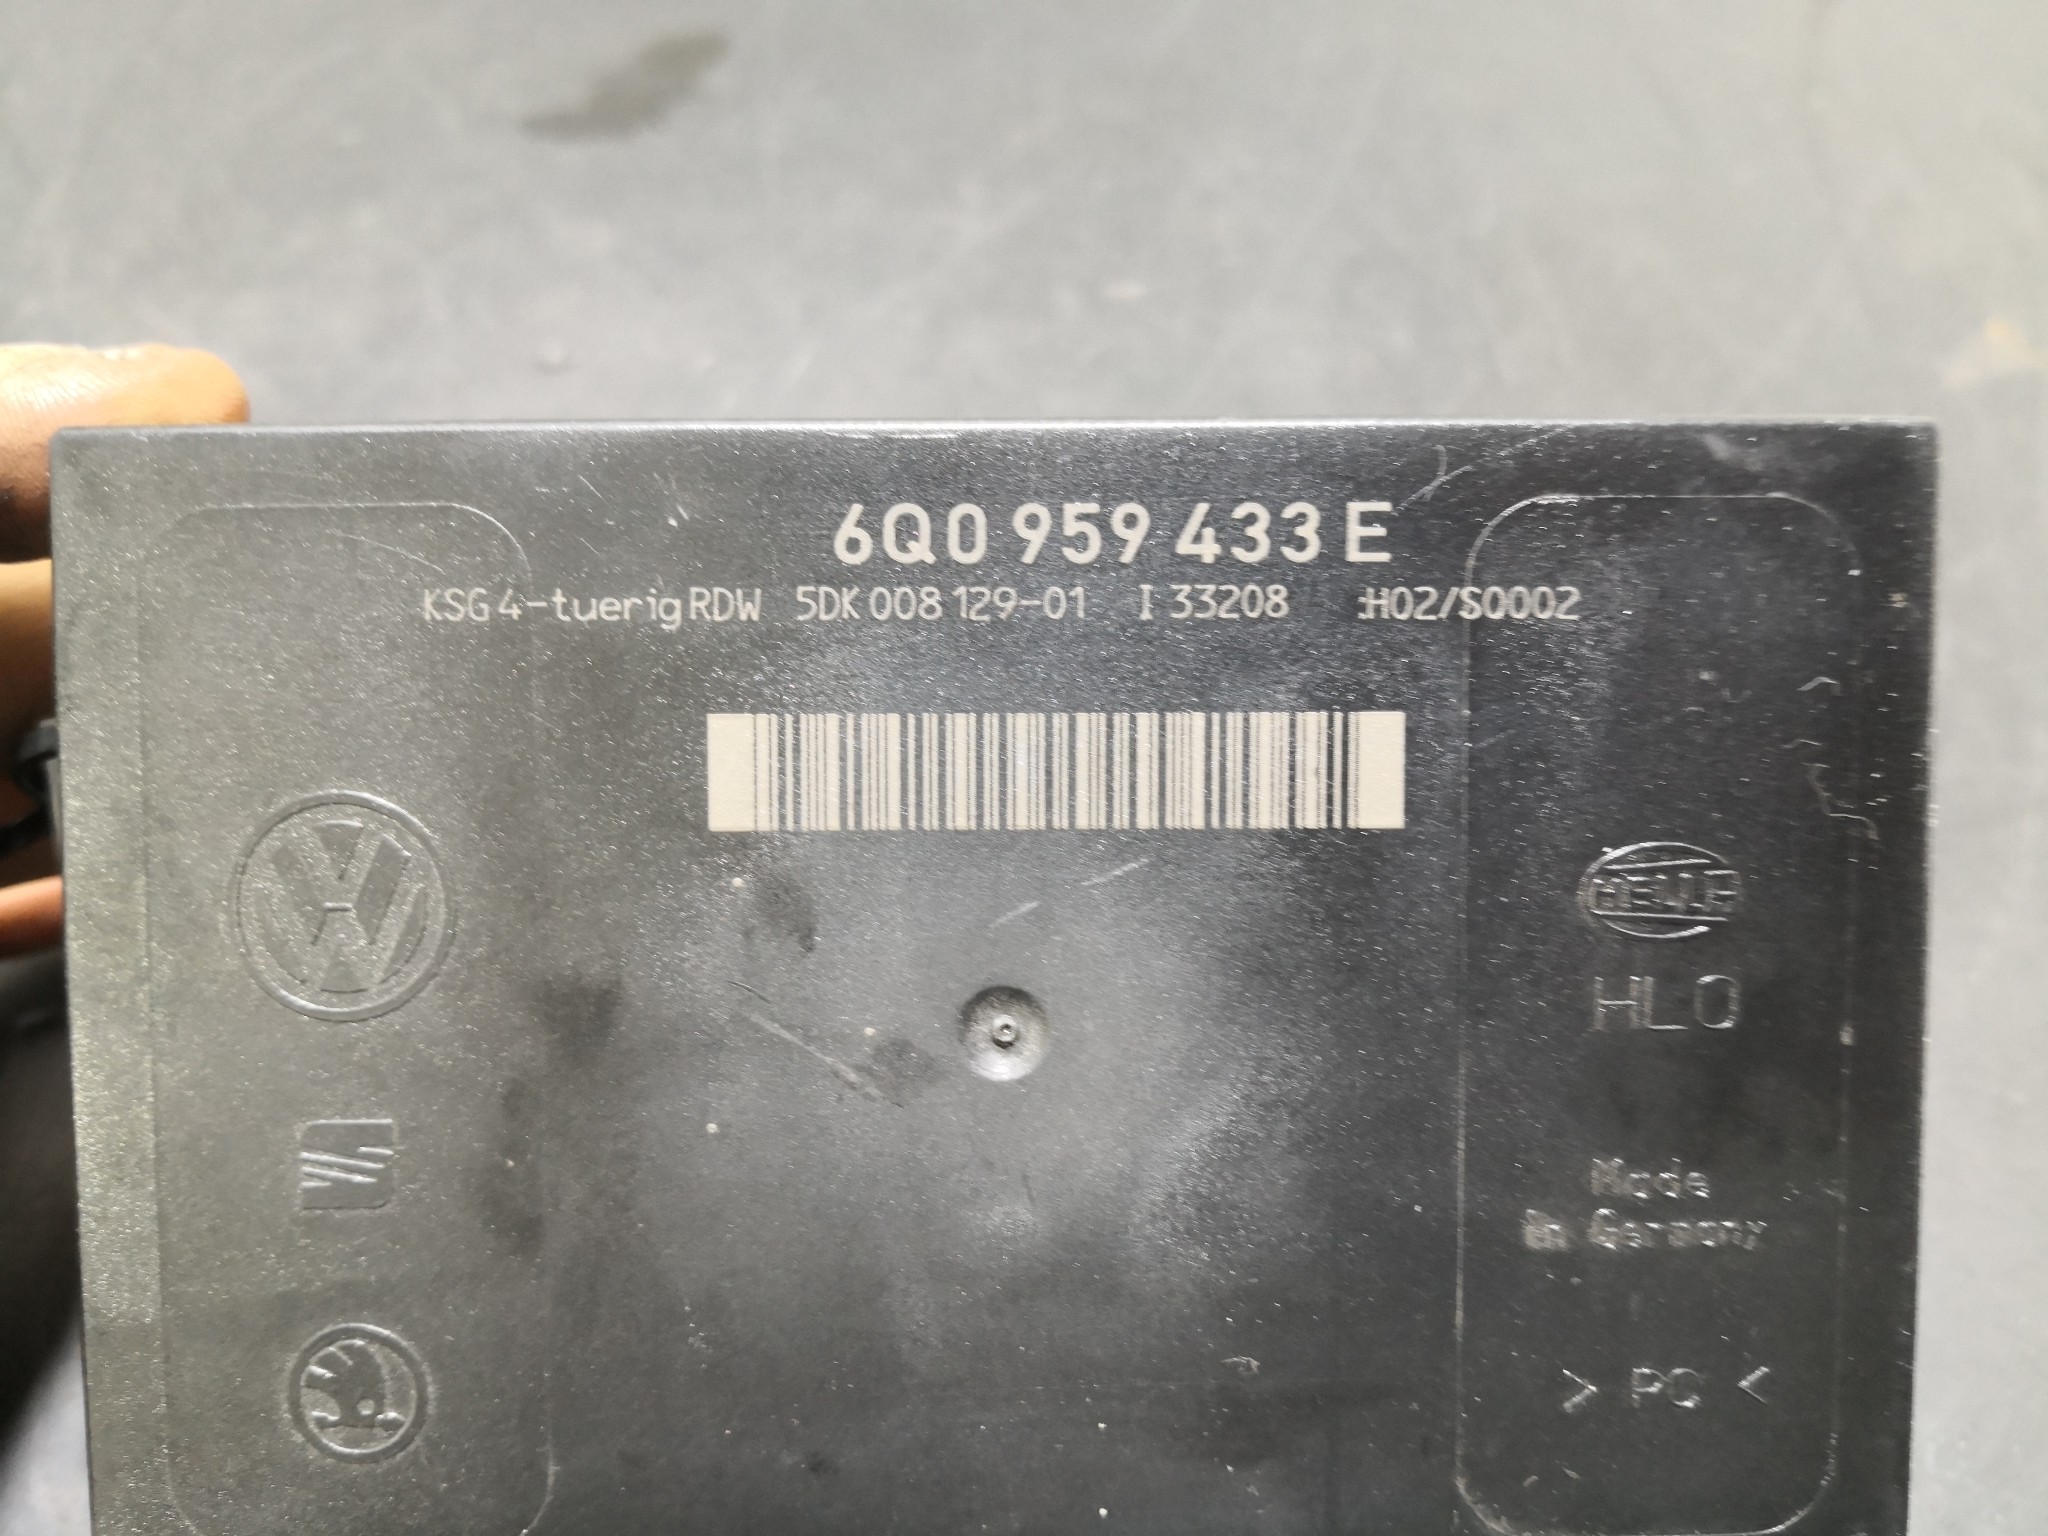 6Q0 959 433 E
KSG 4-tuerig RDW 5DK 008 129-01 I 33208 H02/S0002
HELLA
HLO
Made
in Germany
> PC <